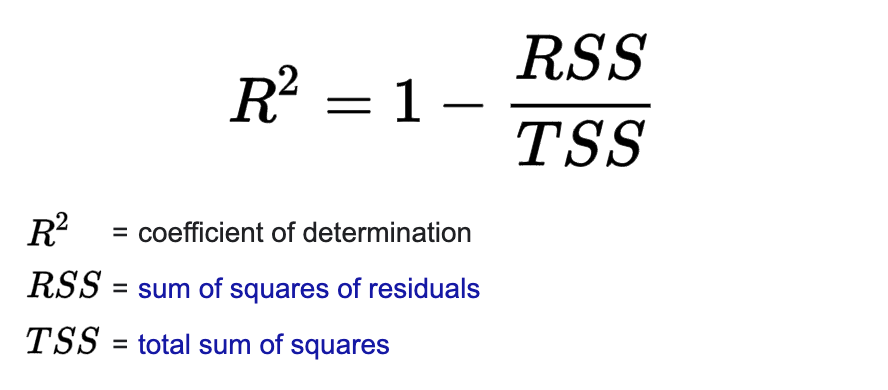 R² = 1 − RSS/TSS
R² = coefficient of determination
RSS = sum of squares of residuals
TSS = total sum of squares